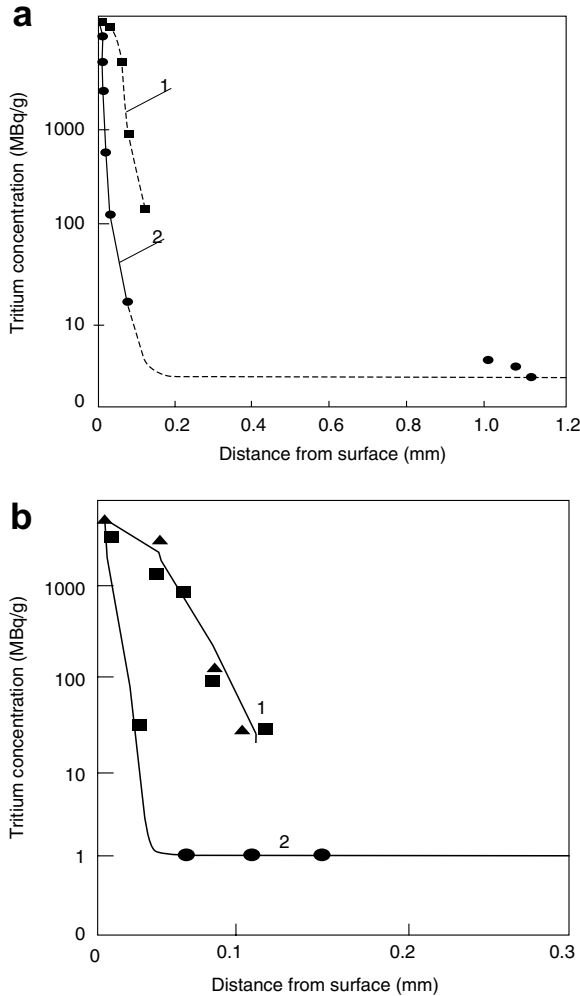 a
Tritium concentration (MBq/g)
1000
100
10
0
1
2
0 0.2 0.4 0.6 0.8 1.0 1.2
Distance from surface (mm)
b
Tritium concentration (MBq/g)
1000
100
10
1
0
1
2
0 0.1 0.2 0.3
Distance from surface (mm)